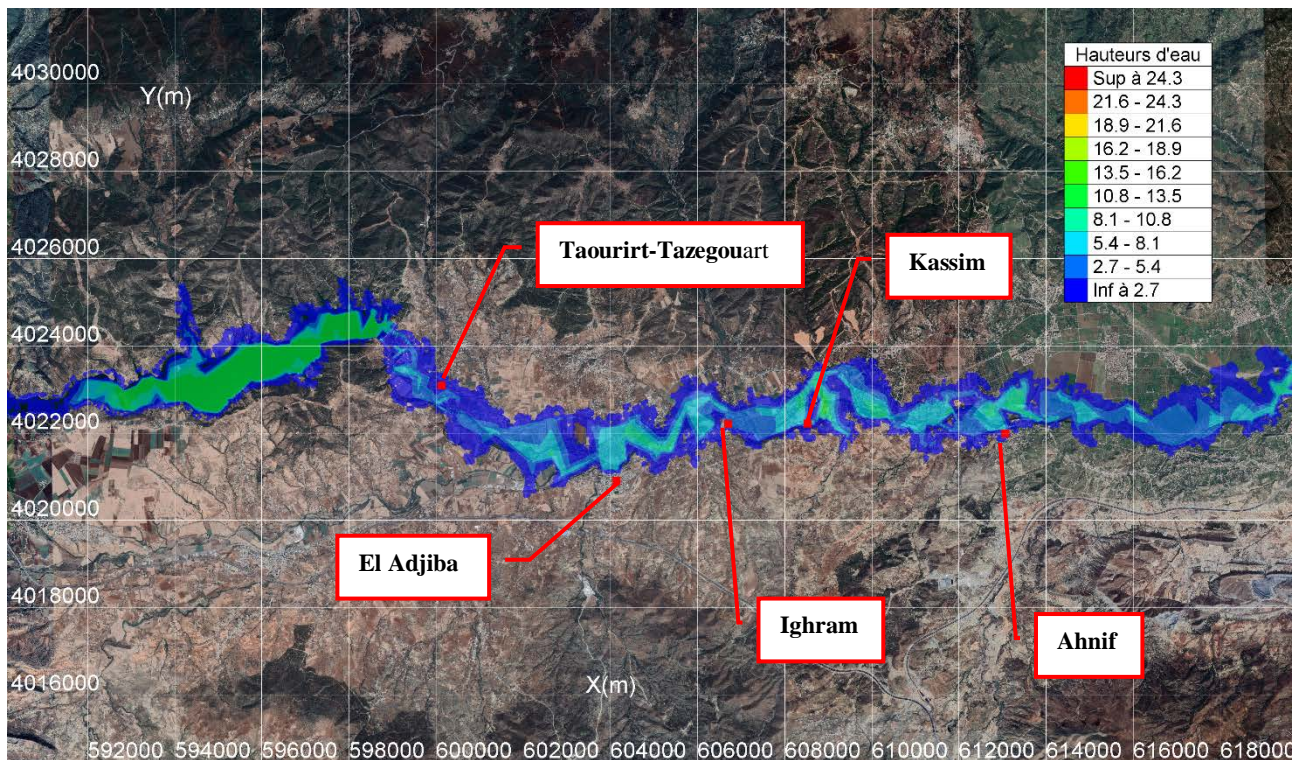 Hauteurs d'eau
Sup à 24.3
21.6 - 24.3
18.9 - 21.6
16.2 - 18.9
13.5 - 16.2
10.8 - 13.5
8.1 - 10.8
5.4 - 8.1
2.7 - 5.4
Inf à 2.7
4030000
Y(m)
4028000
4026000
Taourirt-Tazegouart
Kassim
4024000
4022000
4020000
El Adjiba
4018000
Ighram
Ahnif
4016000
X(m)
592000 594000 596000 598000 600000 602000 604000 606000 608000 610000 612000 614000 616000 618000